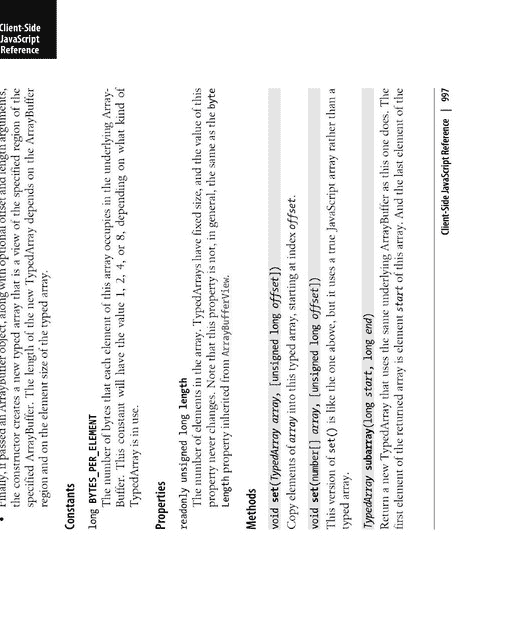 Client-Side
JavaScript
Reference
• Finally, if passed an ArrayBuffer object, along with optional offset and length arguments,
the constructor creates a new typed array that is a view of the specified region of the
specified ArrayBuffer. The length of the new TypedArray depends on the ArrayBuffer
region and on the element size of the typed array.
Constants
long BYTES_PER_ELEMENT
The number of bytes that each element of this array occupies in the underlying Array-
Buffer. This constant will have the value 1, 2, 4, or 8, depending on what kind of
TypedArray is in use.
Properties
readonly unsigned long length
The number of elements in the array. TypedArrays have fixed size, and the value of this
property never changes. Note that this property is not, in general, the same as the byte
Length property inherited from ArrayBufferView.
Methods
void set(TypedArray array, [unsigned long offset])
Copy elements of array into this typed array, starting at index offset.
void set(number[] array, [unsigned long offset])
This version of set() is like the one above, but it uses a true JavaScript array rather than a
typed array.
TypedArray subarray(long start, long end)
Return a new TypedArray that uses the same underlying ArrayBuffer as this one does. The
first element of the returned array is element start of this array. And the last element of the
Client-Side JavaScript Reference | 997